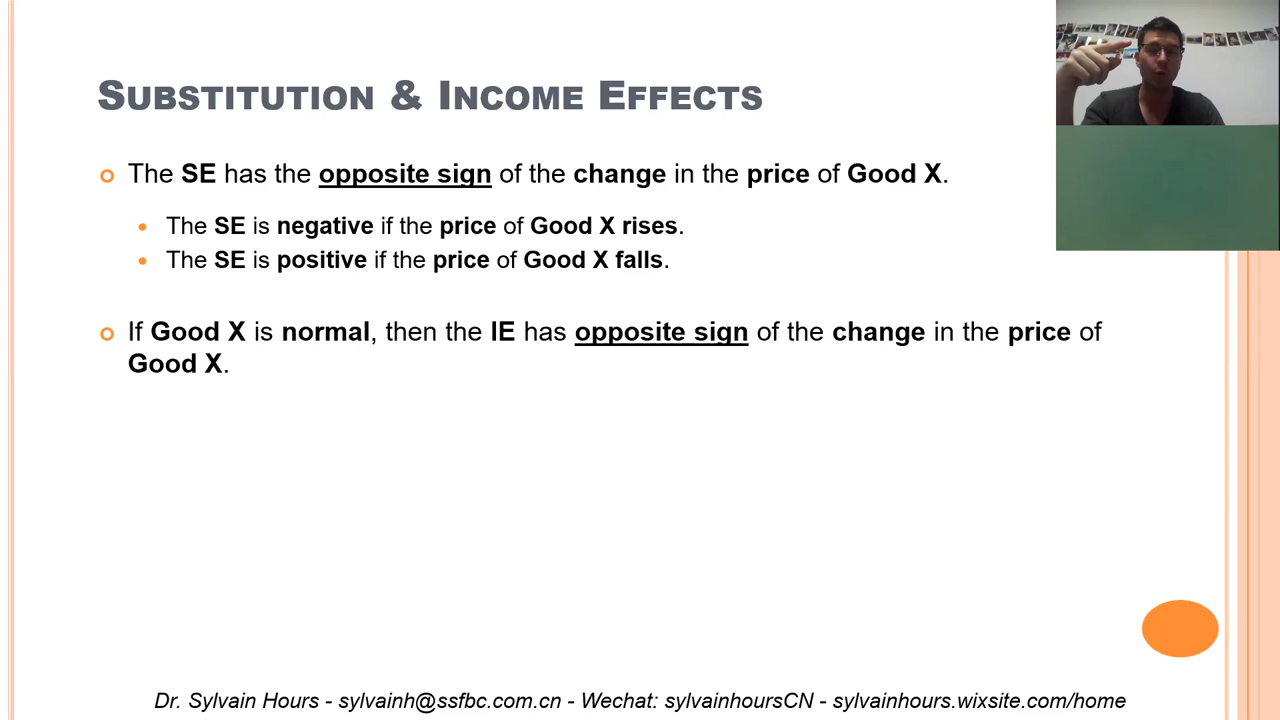 SUBSTITUTION & INCOME EFFECTS
The SE has the opposite sign of the change in the price of Good X.
The SE is negative if the price of Good X rises.
The SE is positive if the price of Good X falls.
If Good X is normal, then the IE has opposite sign of the change in the price of
Good X.
Dr. Sylvain Hours - sylvainh@ssfbc.com.cn - Wechat: sylvainhoursCN - sylvainhours.wixsite.com/home